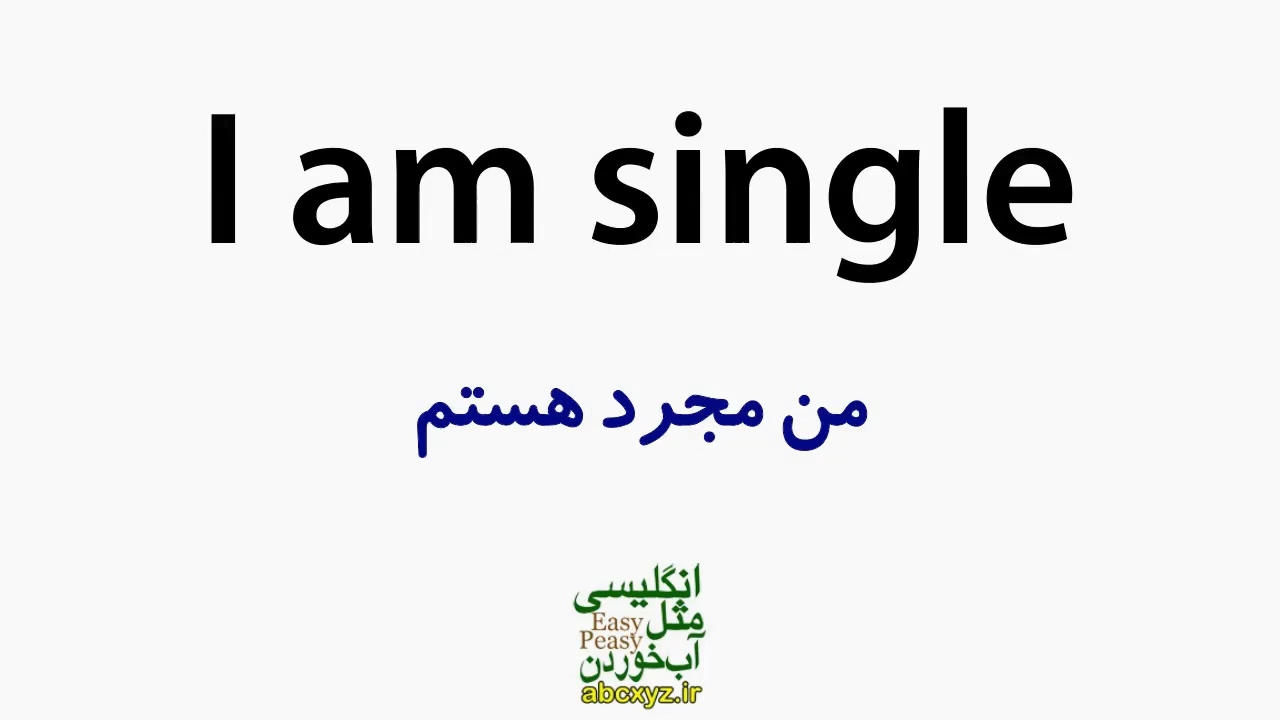 I am single
من مجرد هستم
انگلیسی
مثل Easy
Peasy
آب‌خوردن
abcxyz.ir